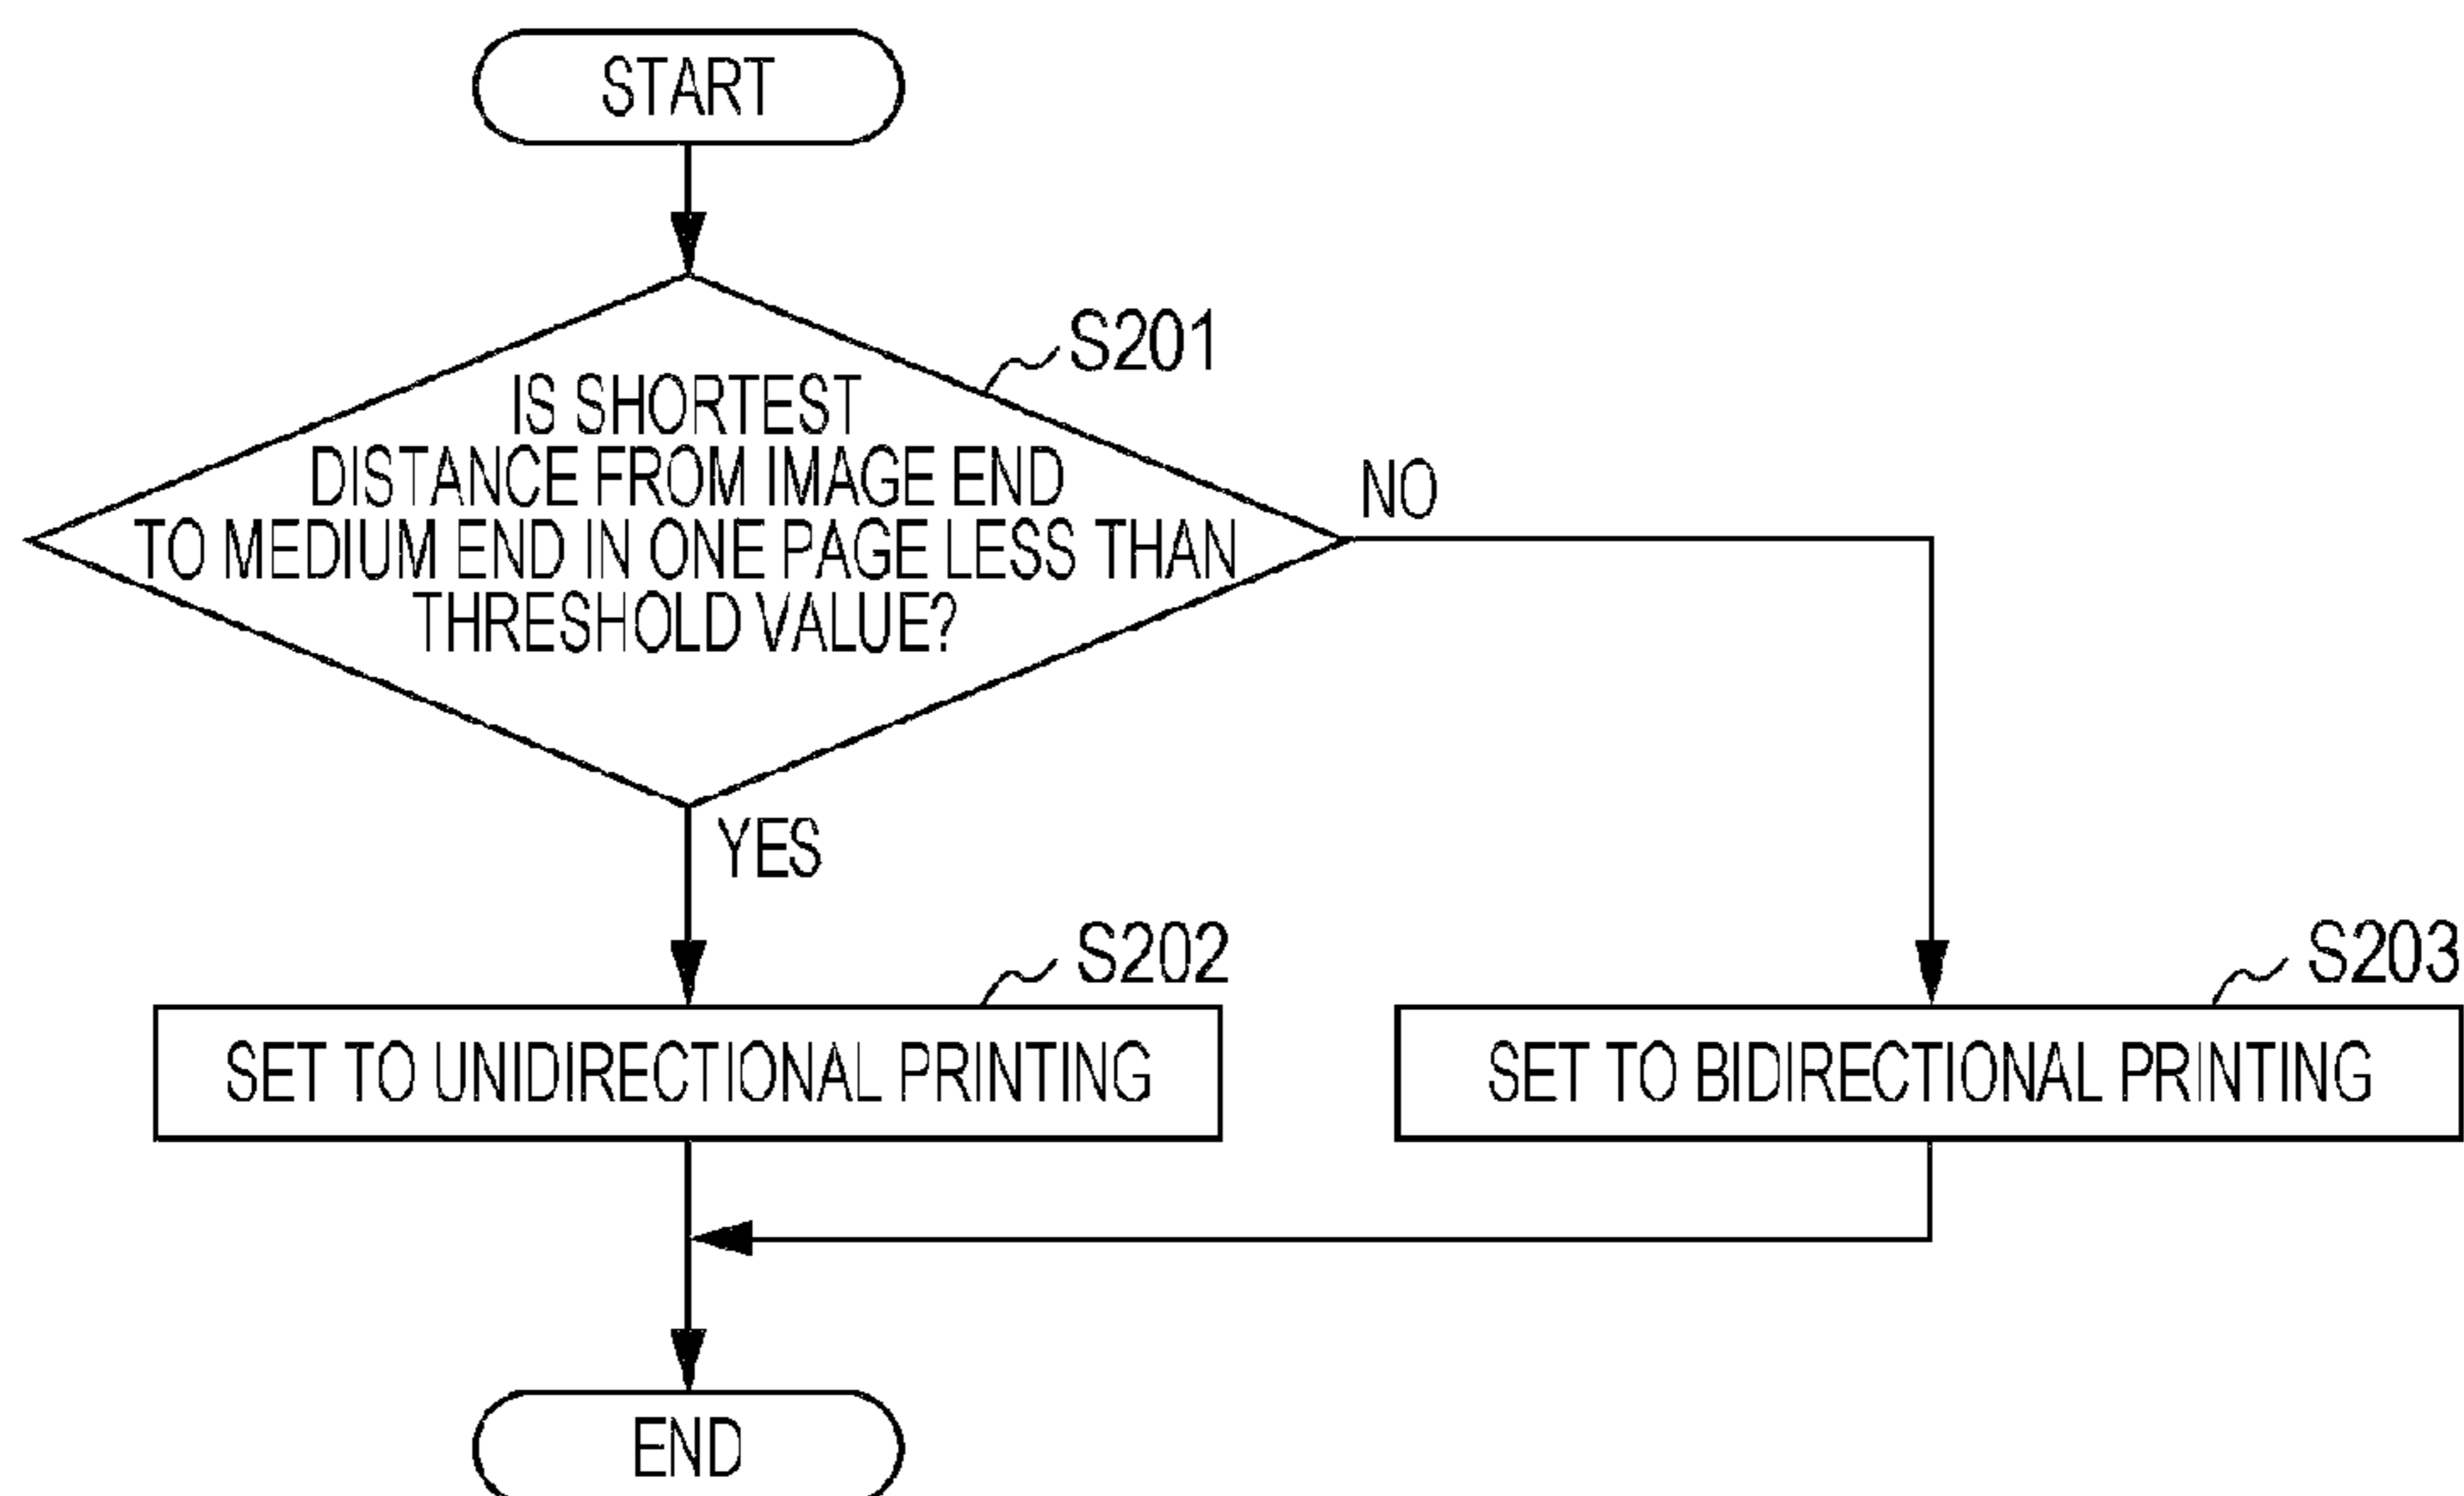 START
S201
IS SHORTEST
DISTANCE FROM IMAGE END
TO MEDIUM END IN ONE PAGE LESS THAN
THRESHOLD VALUE?
NO
YES
S202
SET TO UNIDIRECTIONAL PRINTING
S203
SET TO BIDIRECTIONAL PRINTING
END